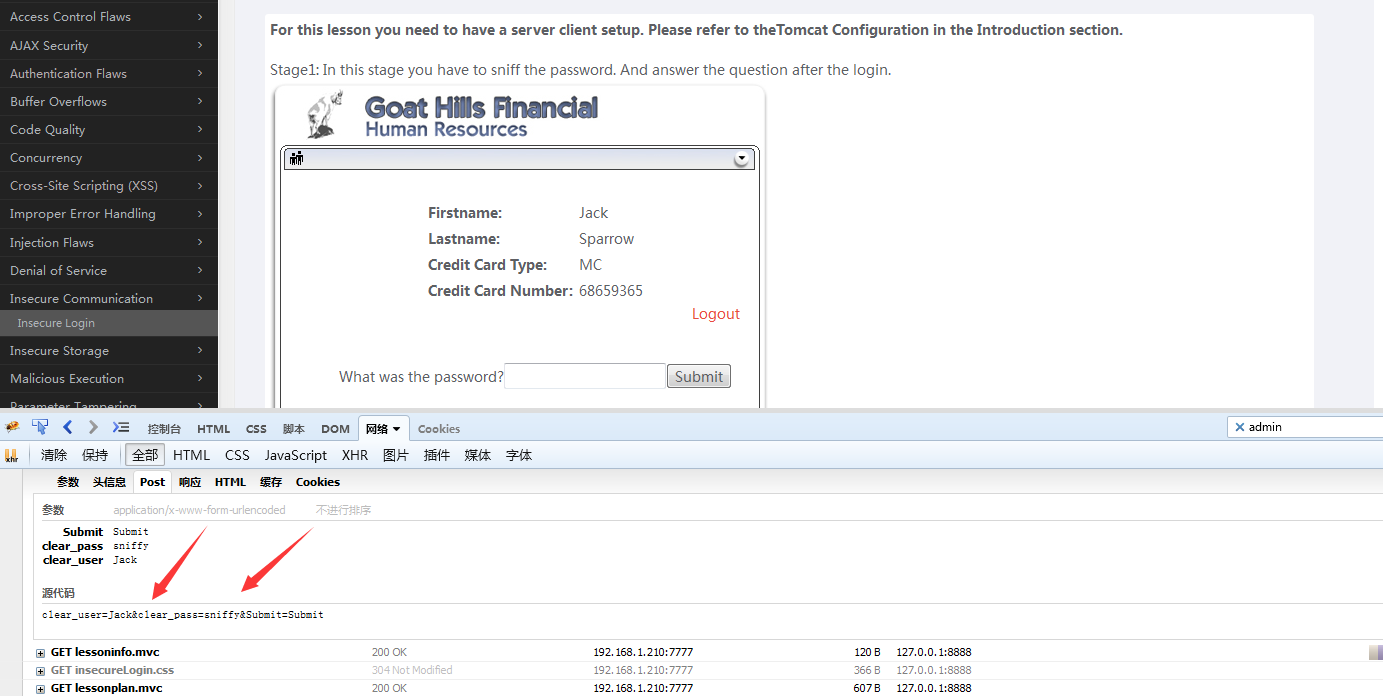 Access Control Flaws
AJAX Security
Authentication Flaws
Buffer Overflows
Code Quality
Concurrency
Cross-Site Scripting (XSS)
Improper Error Handling
Injection Flaws
Denial of Service
Insecure Communication
Insecure Login
Insecure Storage
Malicious Execution
Parameter Tampering
For this lesson you need to have a server client setup. Please refer to theTomcat Configuration in the Introduction section.
Stage1: In this stage you have to sniff the password. And answer the question after the login.
Goat Hills Financial
Human Resources
Firstname: Jack
Lastname: Sparrow
Credit Card Type: MC
Credit Card Number: 68659365
Logout
What was the password? Submit
控制台 HTML CSS 脚本 DOM 网络 Cookies admin
清除 保持 全部 HTML CSS JavaScript XHR 图片 插件 媒体 字体
参数 头信息 Post 响应 HTML 缓存 Cookies
参数 application/x-www-form-urlencoded 不进行排序
Submit Submit
clear_pass sniffy
clear_user Jack
源代码
clear_user=Jack&clear_pass=sniffy&Submit=Submit
GET lessoninfo.mvc 200 OK 192.168.1.210:7777 120 B 127.0.0.1:8888
GET insecureLogin.css 304 Not Modified 192.168.1.210:7777 366 B 127.0.0.1:8888
GET lessonplan.mvc 200 OK 192.168.1.210:7777 607 B 127.0.0.1:8888